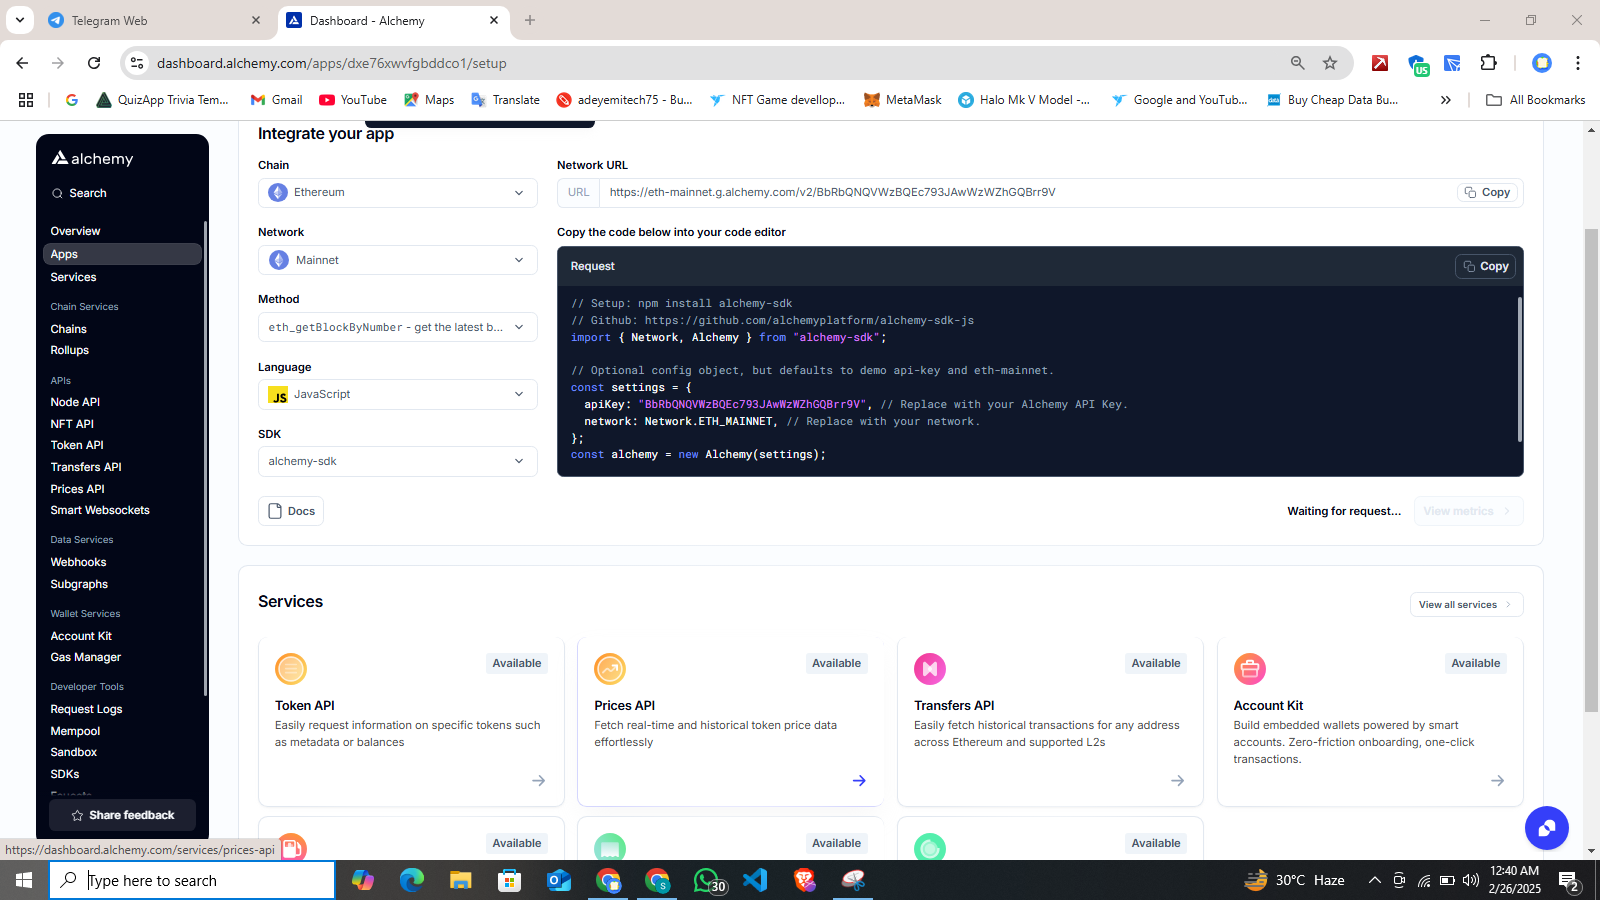 Telegram Web
Dashboard - Alchemy
dashboard.alchemy.com/apps/dxe76xwvfgbddco1/setup
US
QuizApp Trivia Tem...
Gmail
YouTube
Maps
Translate
adeyemitech75 - Bu...
NFT Game devellop...
MetaMask
Halo Mk V Model -...
Google and YouTub...
Buy Cheap Data Bu...
All Bookmarks
alchemy
Search
Overview
Apps
Services
Chain Services
Chains
Rollups
APIs
Node API
NFT API
Token API
Transfers API
Prices API
Smart Websockets
Data Services
Webhooks
Subgraphs
Wallet Services
Account Kit
Gas Manager
Developer Tools
Request Logs
Mempool
Sandbox
SDKs
Faucets
Share feedback
Integrate your app
Chain
Ethereum
Network
Mainnet
Method
eth_getBlockByNumber - get the latest b...
Language
JS JavaScript
SDK
alchemy-sdk
Docs
Network URL
URL https://eth-mainnet.g.alchemy.com/v2/BbRbQNQVWzBQEc793JAwWzWZhGQBrr9V Copy
Copy the code below into your code editor
Request Copy
// Setup: npm install alchemy-sdk
// Github: https://github.com/alchemyplatform/alchemy-sdk-js
import { Network, Alchemy } from "alchemy-sdk";
// Optional config object, but defaults to demo api-key and eth-mainnet.
const settings = {
apiKey: "BbRbQNQVWzBQEc793JAwWzWZhGQBrr9V", // Replace with your Alchemy API Key.
network: Network.ETH_MAINNET, // Replace with your network.
};
const alchemy = new Alchemy(settings);
Waiting for request...
View metrics
Services
View all services
Available
Token API
Easily request information on specific tokens such
as metadata or balances
Available
Prices API
Fetch real-time and historical token price data
effortlessly
Available
Transfers API
Easily fetch historical transactions for any address
across Ethereum and supported L2s
Available
Account Kit
Build embedded wallets powered by smart
accounts. Zero-friction onboarding, one-click
transactions.
Available
Available
Available
https://dashboard.alchemy.com/services/prices-api
Type here to search
S
30
30°C Haze
12:40 AM
2/26/2025
2